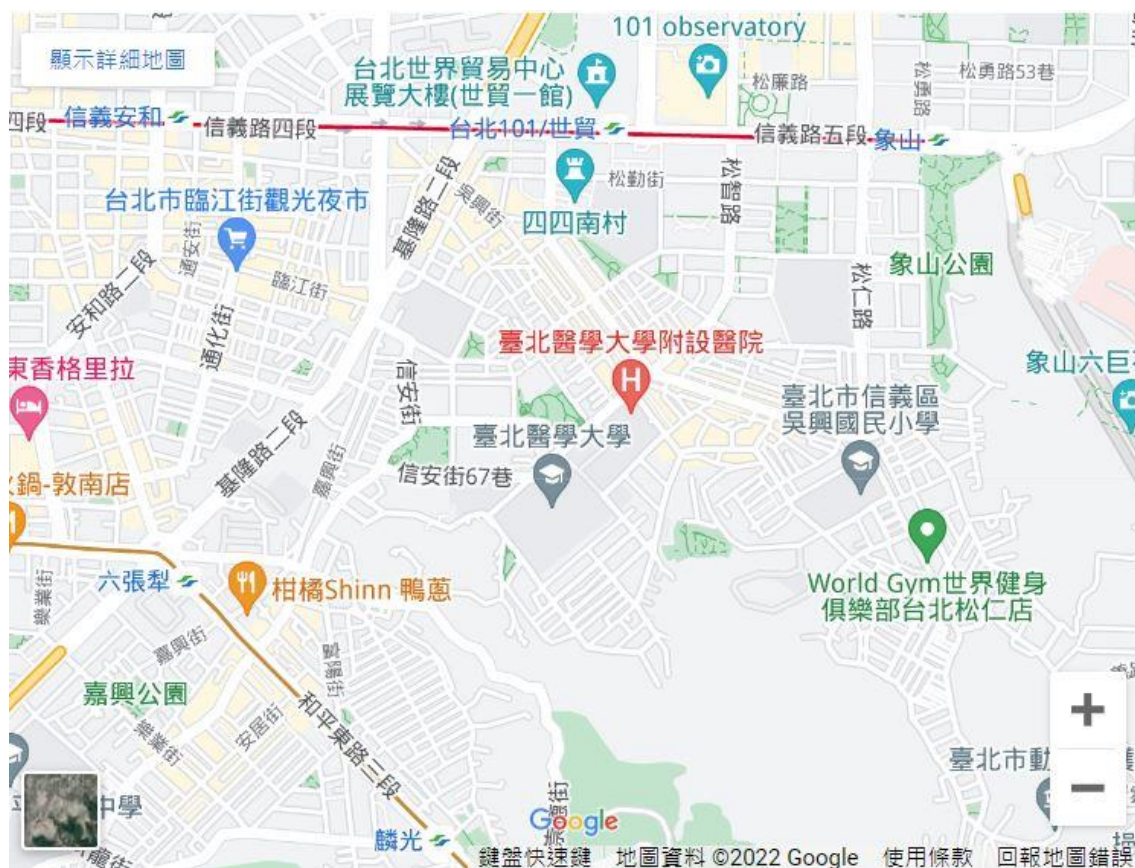 顯示詳細地圖
101 observatory
台北世界貿易中心
展覽大樓(世貿一館)
松廉路
松勇路
松勇路53巷
四段
信義安和
信義路四段
台北101/世貿
信義路五段
象山
松勤街
松智路
吳興街
基隆路二段
四四南村
台北市臨江街觀光夜市
通安街
臨江街
象山公園
安和路二段
通化街
松仁路
東香格里拉
信安街
臺北醫學大學附設醫院
H
象山六巨石
臺北市信義區
吳興國民小學
臺北醫學大學
基隆路二段
嘉興街
信安街67巷
火鍋-敦南店
六張犁
樂業街
柑橘Shinn 鴨蔥
World Gym世界健身
俱樂部台北松仁店
嘉興街
富陽街
嘉興公園
和平東路三段
安居街
樂業街
臺北市動
中學
崇德街
Google
麟光
臥龍街
鍵盤快速鍵
地圖資料 ©2022 Google
使用條款
回報地圖錯誤